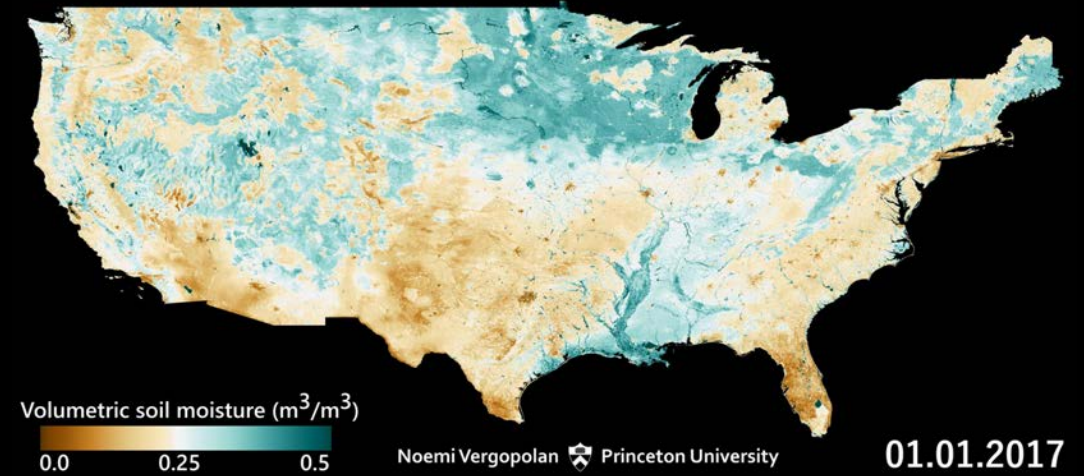 Volumetric soil moisture (m³/m³)
0.0 0.25 0.5
Noemi Vergopolan Princeton University
01.01.2017